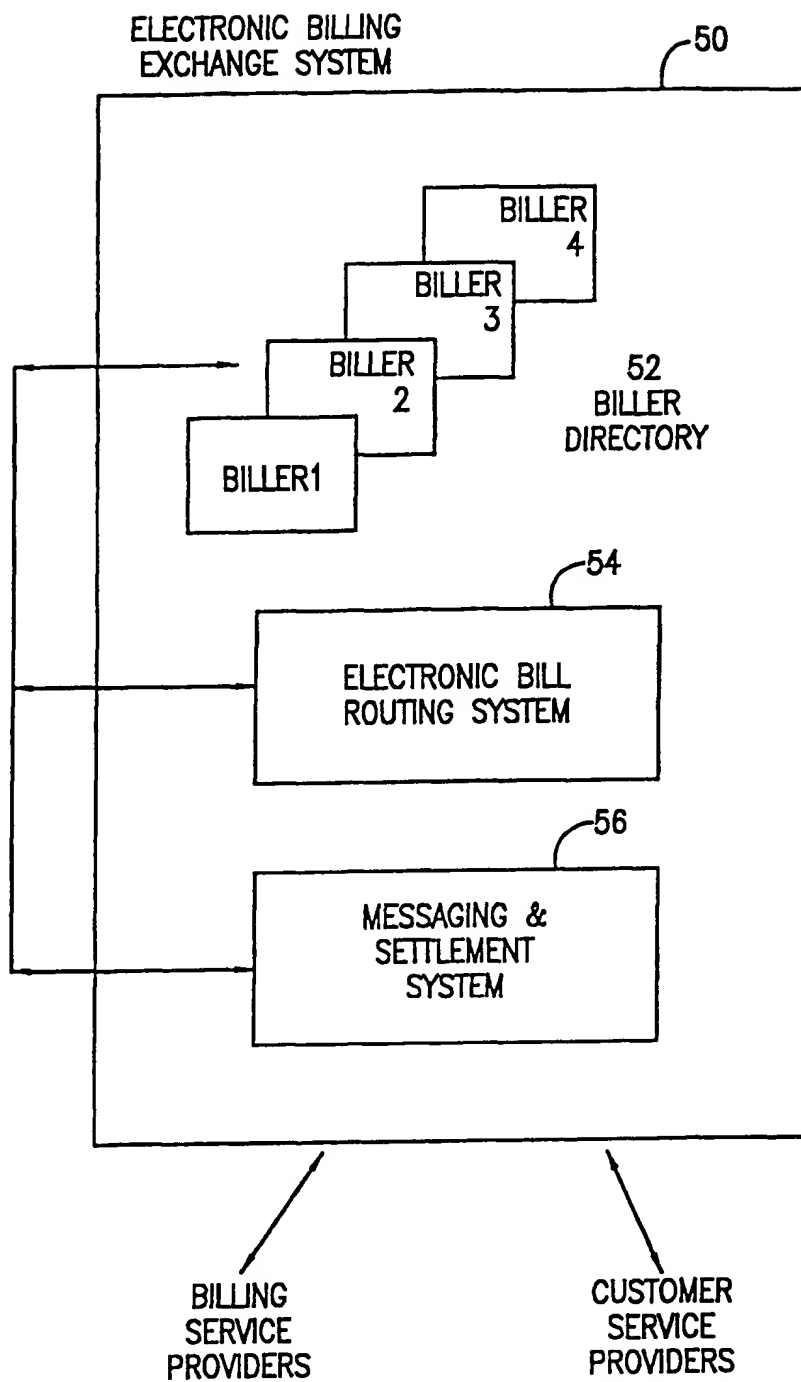 ELECTRONIC BILLING
EXCHANGE SYSTEM
50
BILLER
4
BILLER
3
BILLER
2
BILLER1
52
BILLER
DIRECTORY
54
ELECTRONIC BILL
ROUTING SYSTEM
56
MESSAGING &
SETTLEMENT
SYSTEM
BILLING
SERVICE
PROVIDERS
CUSTOMER
SERVICE
PROVIDERS